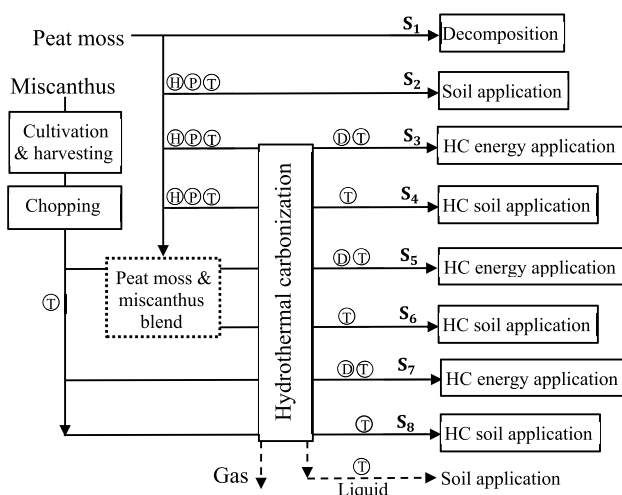 Peat moss
S1
Decomposition
Miscanthus
H P T
S2
Soil application
Cultivation
& harvesting
H P T
D T
S3
HC energy application
Chopping
H P T
T
S4
HC soil application
Hydrothermal carbonization
Peat moss &
miscanthus
blend
D T
S5
HC energy application
T
T
S6
HC soil application
D T
S7
HC energy application
T
S8
HC soil application
Gas
T
Liquid
Soil application